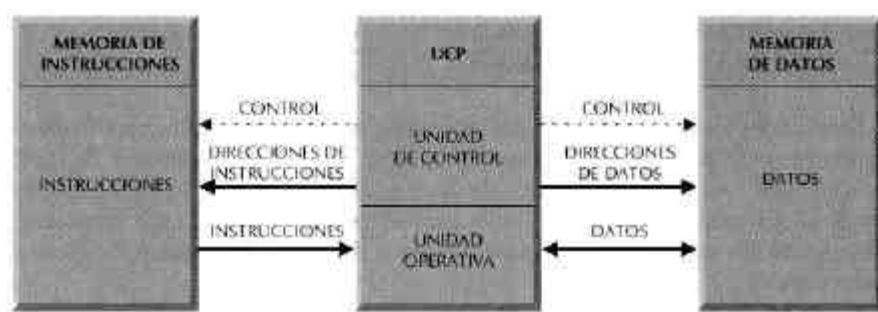 MEMORIA DE
INSTRUCCIONES
INSTRUCCIONES
CONTROL
DIRECCIONES DE
INSTRUCCIONES
INSTRUCCIONES
UCP
UNIDAD
DE CONTROL
UNIDAD
OPERATIVA
CONTROL
DIRECCIONES
DE DATOS
DATOS
MEMORIA
DE DATOS
DATOS